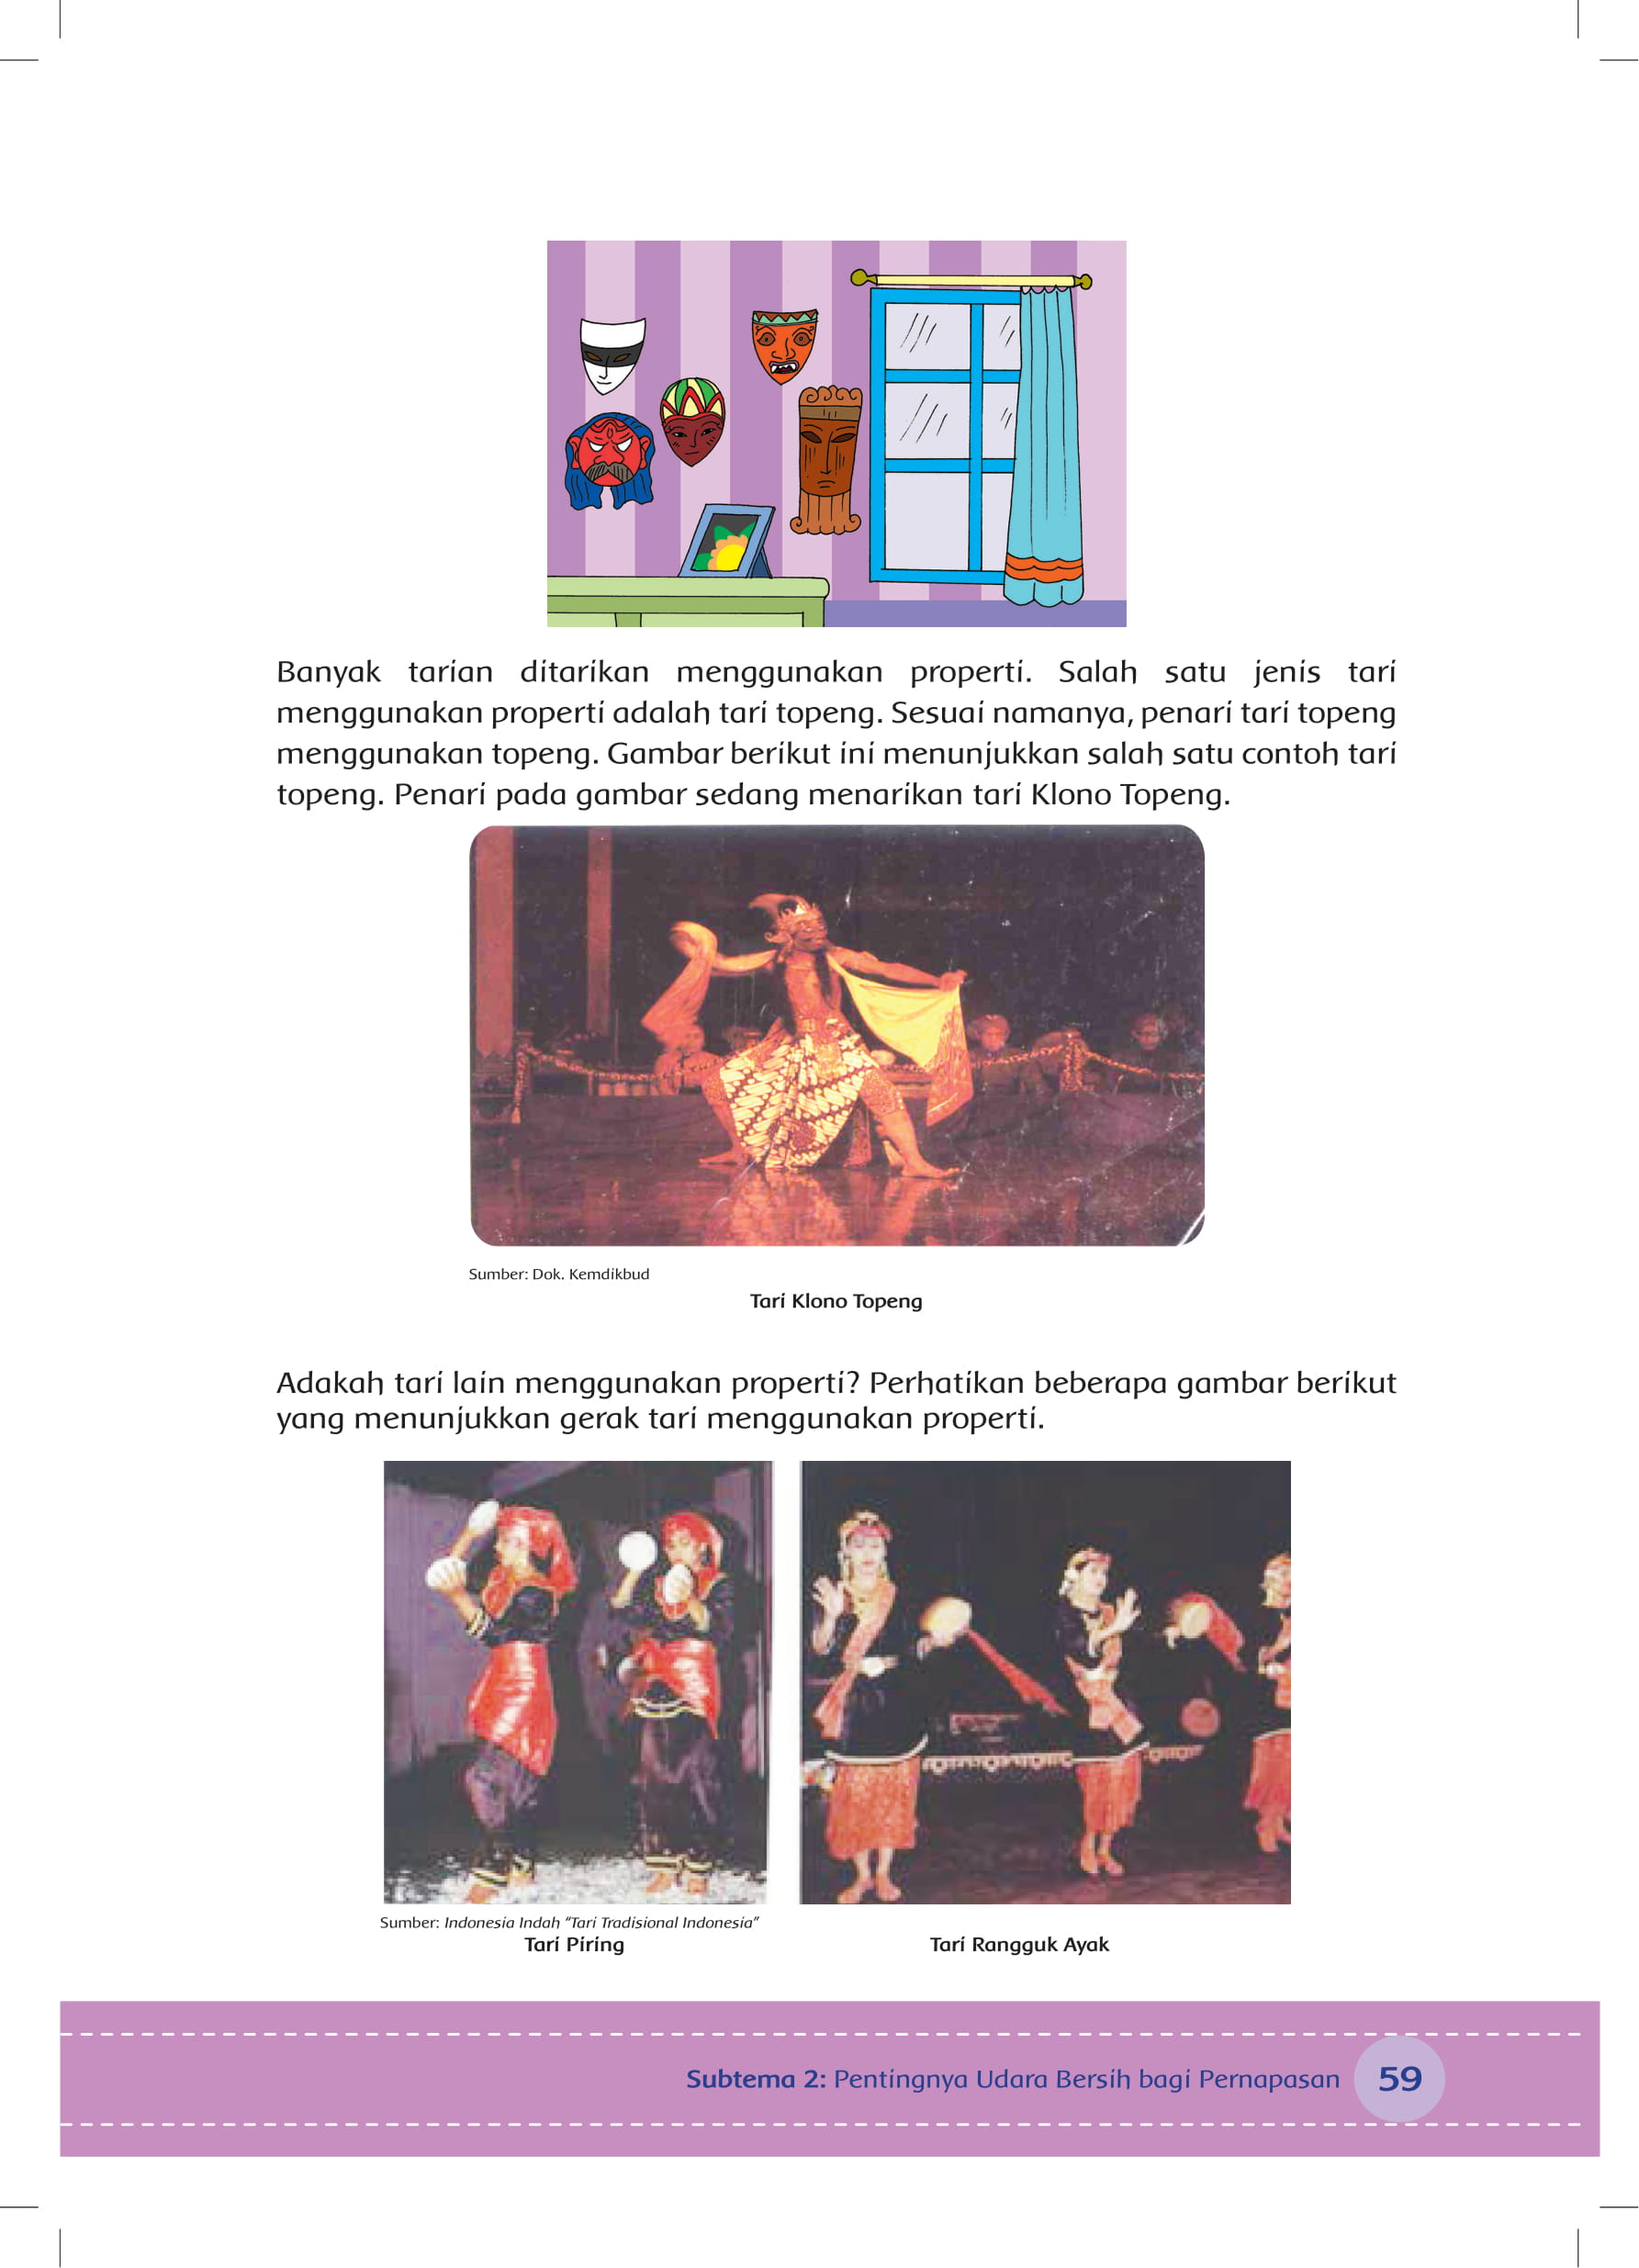 Banyak tarian ditarikan menggunakan properti. Salah satu jenis tari
menggunakan properti adalah tari topeng. Sesuai namanya, penari tari topeng
menggunakan topeng. Gambar berikut ini menunjukkan salah satu contoh tari
topeng. Penari pada gambar sedang menarikan tari Klono Topeng.
Sumber: Dok. Kemdikbud
Tari Klono Topeng
Adakah tari lain menggunakan properti? Perhatikan beberapa gambar berikut
yang menunjukkan gerak tari menggunakan properti.
Sumber: Indonesia Indah “Tari Tradisional Indonesia”
Tari Piring
Tari Rangguk Ayak
Subtema 2: Pentingnya Udara Bersih bagi Pernapasan 59